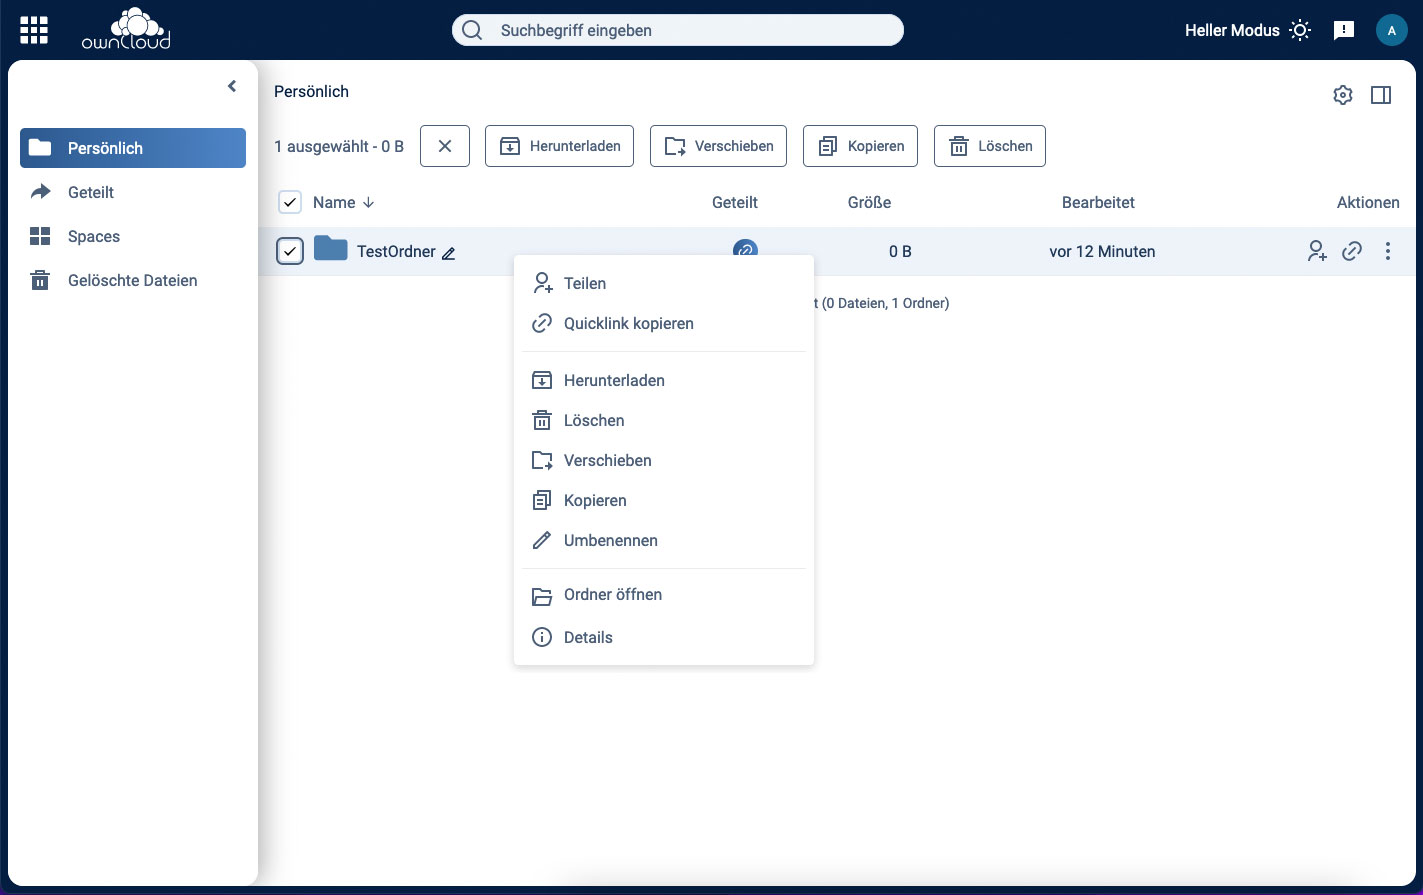 ownCloud
Suchbegriff eingeben
Heller Modus
A
Persönlich
Geteilt
Spaces
Gelöschte Dateien
Persönlich
1 ausgewählt - 0 B
Herunterladen
Verschieben
Kopieren
Löschen
Name
Geteilt
Größe
Bearbeitet
Aktionen
TestOrdner
0 B
vor 12 Minuten
t (0 Dateien, 1 Ordner)
Teilen
Quicklink kopieren
Herunterladen
Löschen
Verschieben
Kopieren
Umbenennen
Ordner öffnen
Details